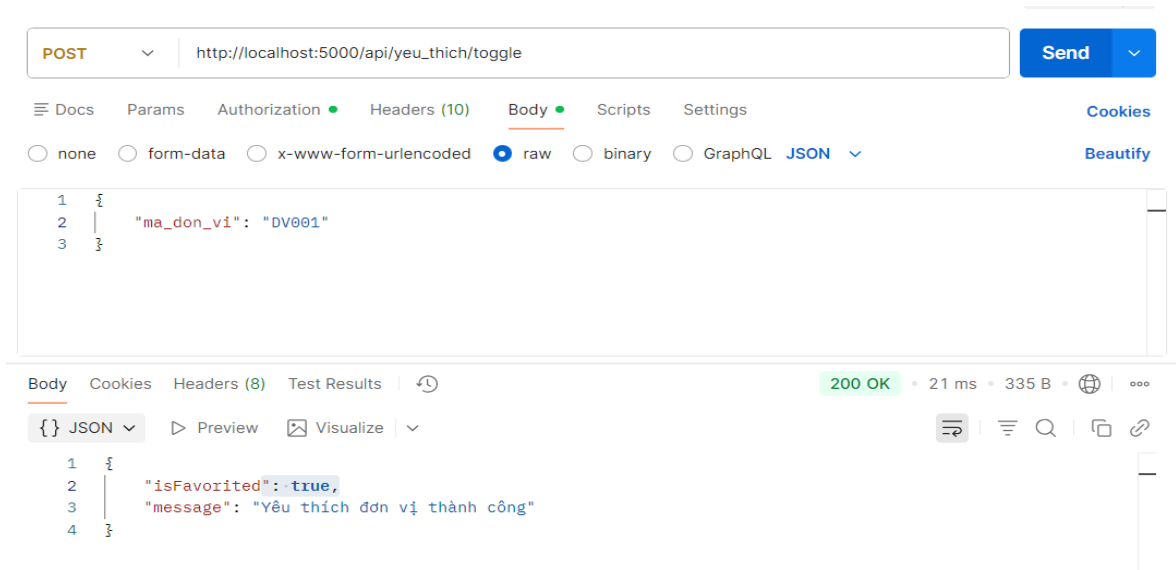 POST http://localhost:5000/api/yeu_thich/toggle Send
Docs Params Authorization Headers (10) Body Scripts Settings Cookies
none form-data x-www-form-urlencoded raw binary GraphQL JSON Beautify
1 {
2 "ma_don_vi": "DV001"
3 }
Body Cookies Headers (8) Test Results 200 OK • 21 ms • 335 B •
{} JSON Preview Visualize
1 {
2 "isFavorited": true,
3 "message": "Yêu thích đơn vị thành công"
4 }